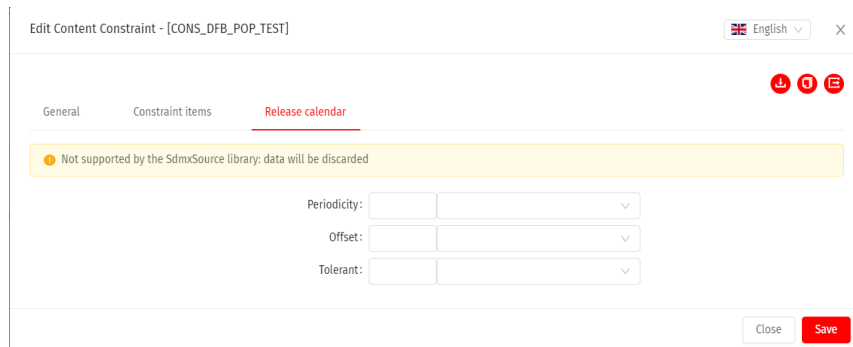 Edit Content Constraint - [CONS_DFB_POP_TEST] English
General Constraint items Release calendar
Not supported by the SdmxSource library: data will be discarded
Periodicity:
Offset:
Tolerant:
Close Save